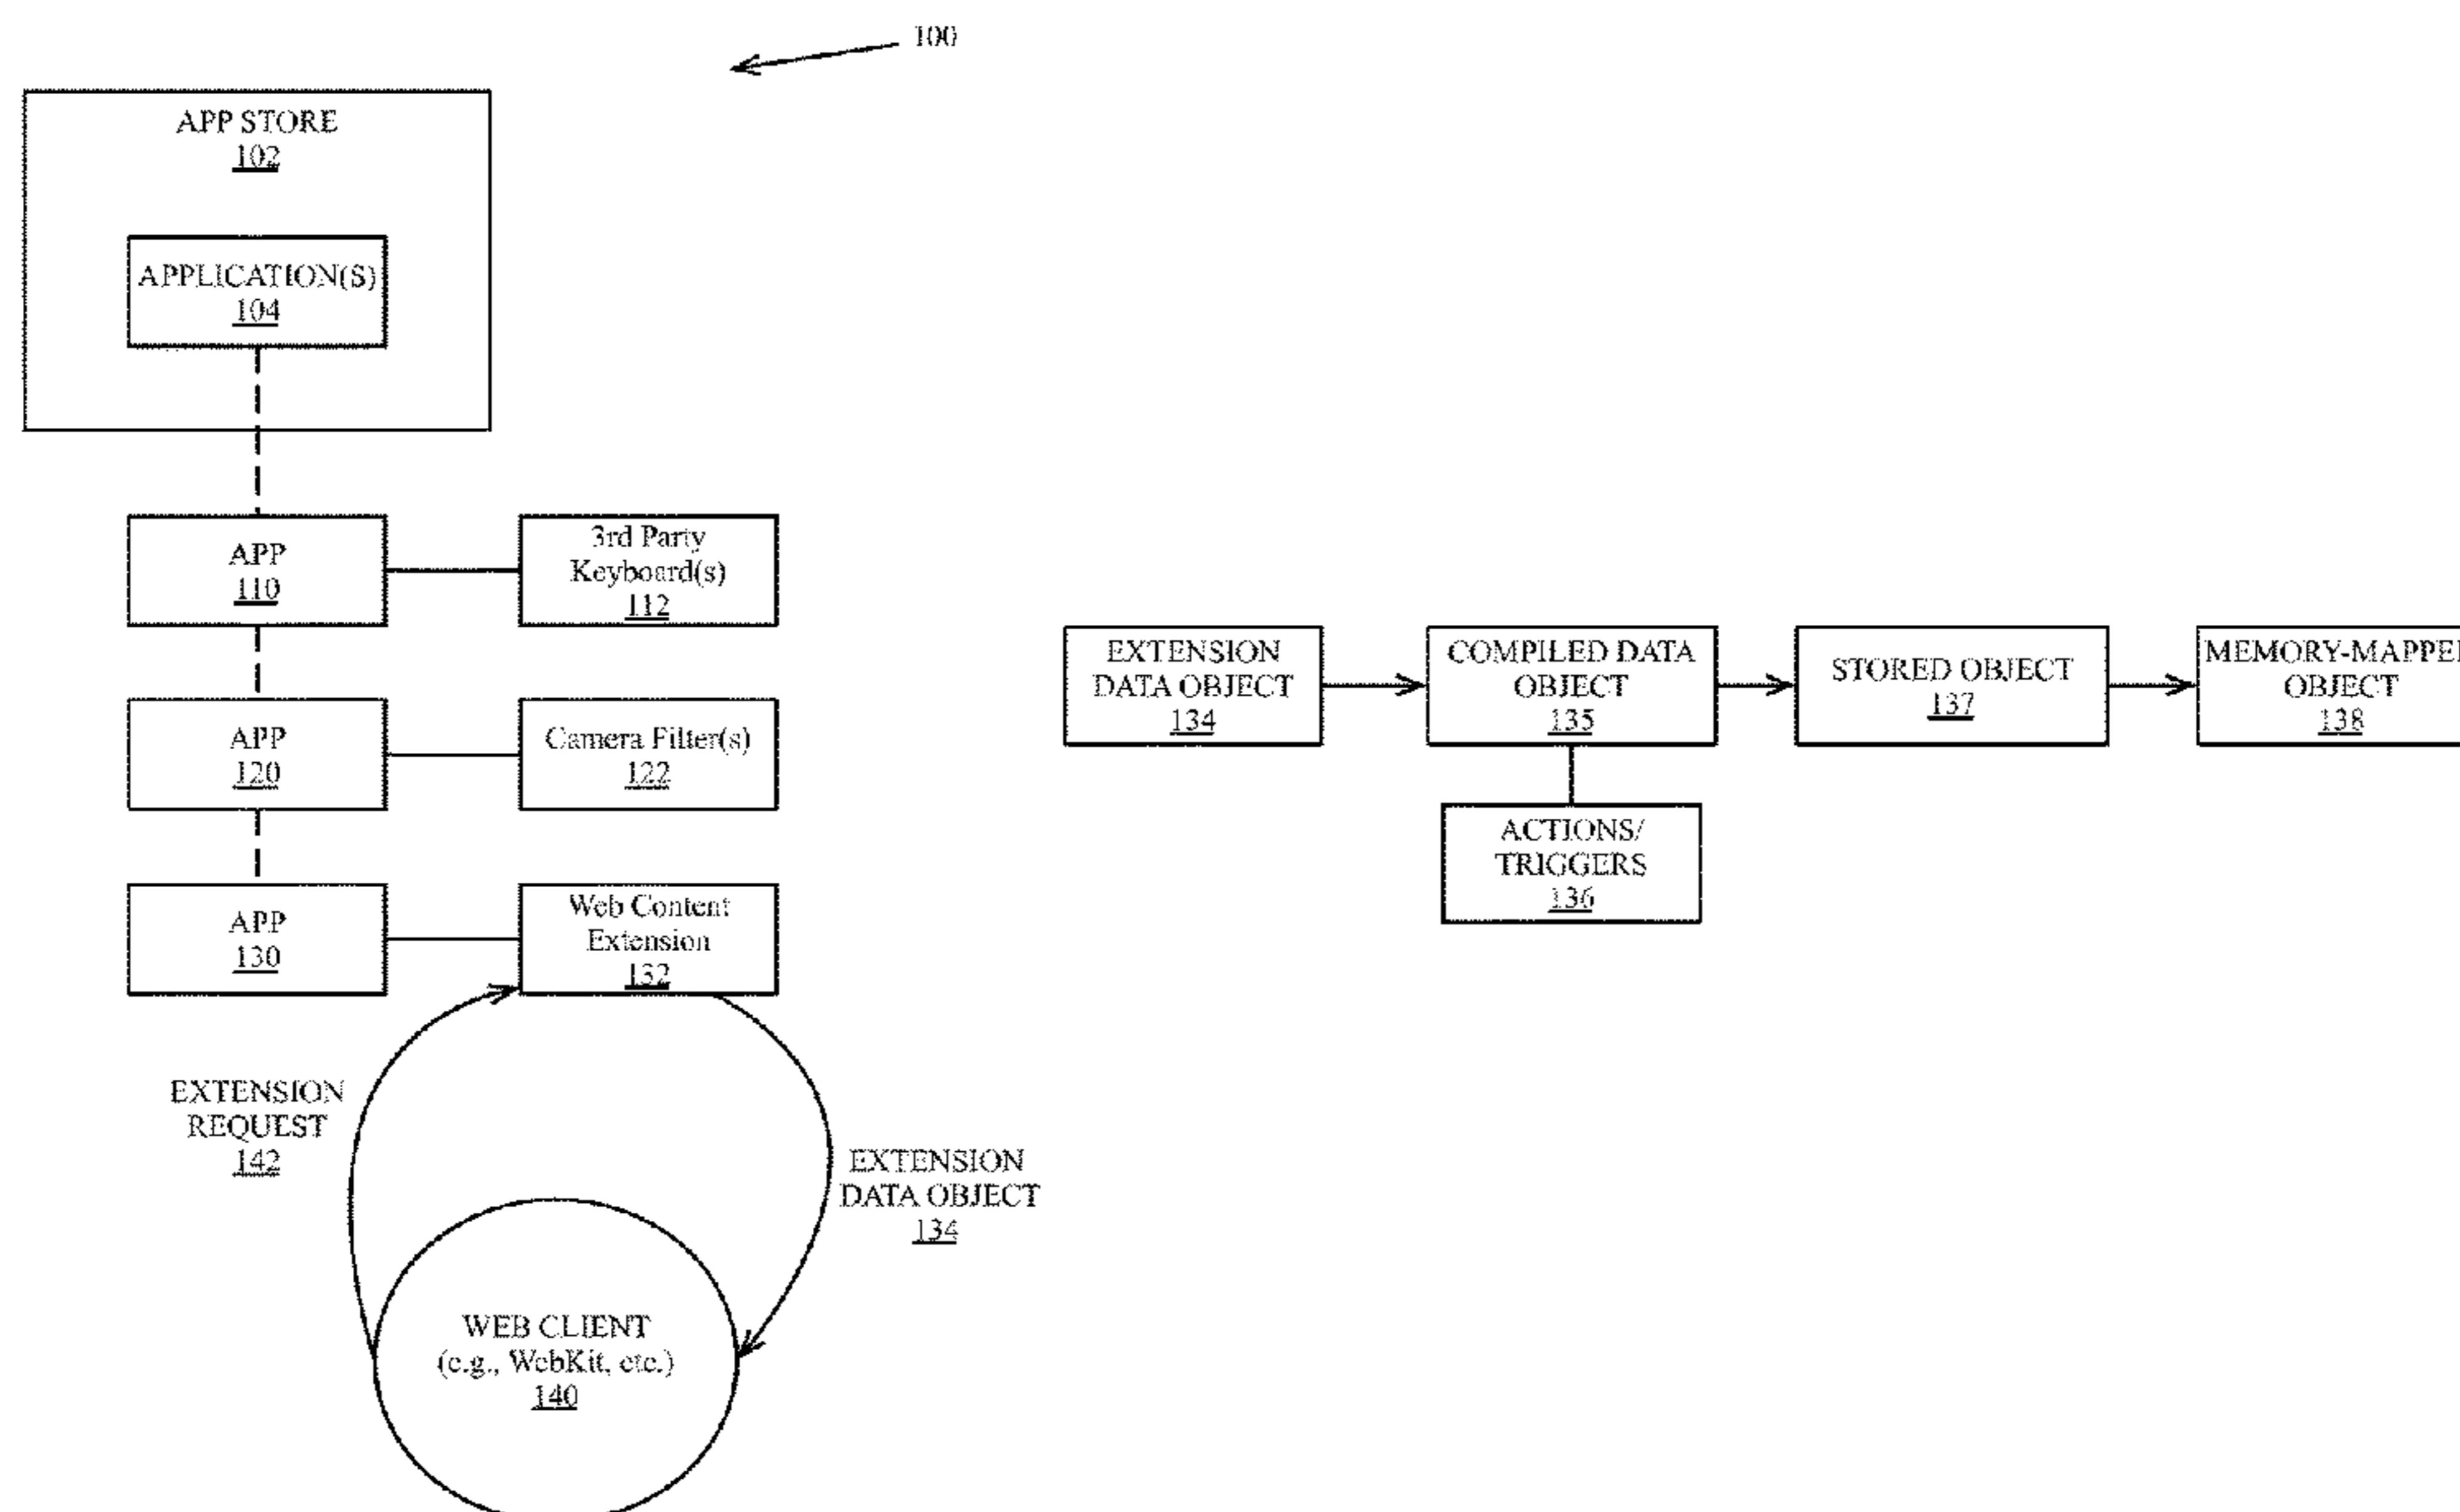 100
APP STORE
102
APPLICATION(S)
104
APP
110
3rd Party
Keyboard(s)
112
APP
120
Camera Filter(s)
122
APP
130
Web Content
Extension
132
EXTENSION
REQUEST
142
EXTENSION
DATA OBJECT
134
WEB CLIENT
(e.g., WebKit, etc.)
140
EXTENSION
DATA OBJECT
134
COMPILED DATA
OBJECT
135
ACTIONS/
TRIGGERS
136
STORED OBJECT
137
MEMORY-MAPPE
OBJECT
138